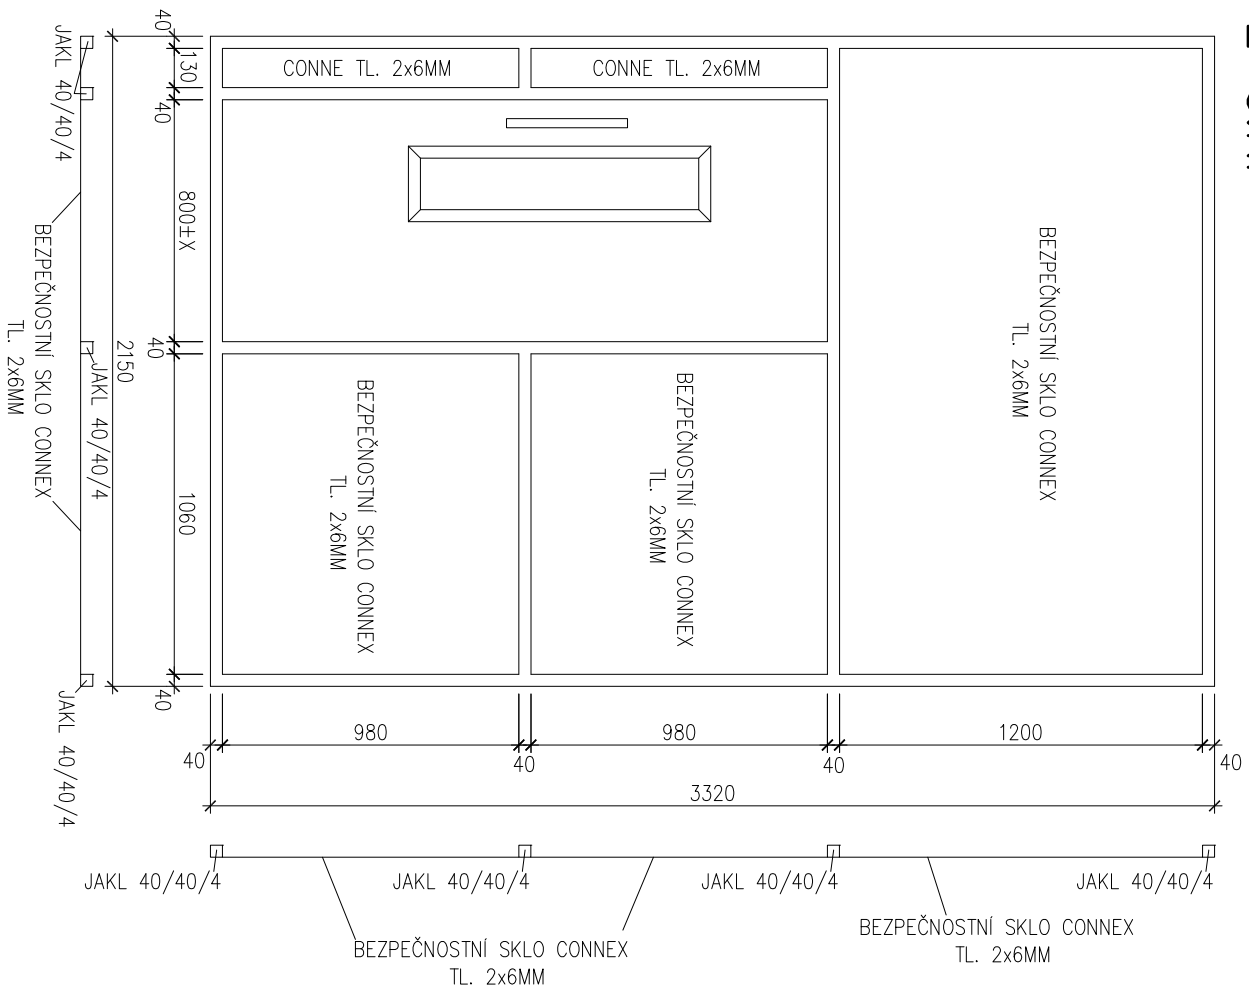 CONNE TL. 2x6MM
CONNE TL. 2x6MM
BEZPEČNOSTNÍ SKLO CONNEX
TL. 2x6MM
BEZPEČNOSTNÍ SKLO CONNEX
TL. 2x6MM
BEZPEČNOSTNÍ SKLO CONNEX
TL. 2x6MM
40
130
40
800±X
40
1060
40
2150
JAKL 40/40/4
JAKL 40/40/4
JAKL 40/40/4
BEZPEČNOSTNÍ SKLO CONNEX
TL. 2x6MM
980
980
1200
40
40
40
40
3320
JAKL 40/40/4
JAKL 40/40/4
JAKL 40/40/4
JAKL 40/40/4
BEZPEČNOSTNÍ SKLO CONNEX
TL. 2x6MM
BEZPEČNOSTNÍ SKLO CONNEX
TL. 2x6MM